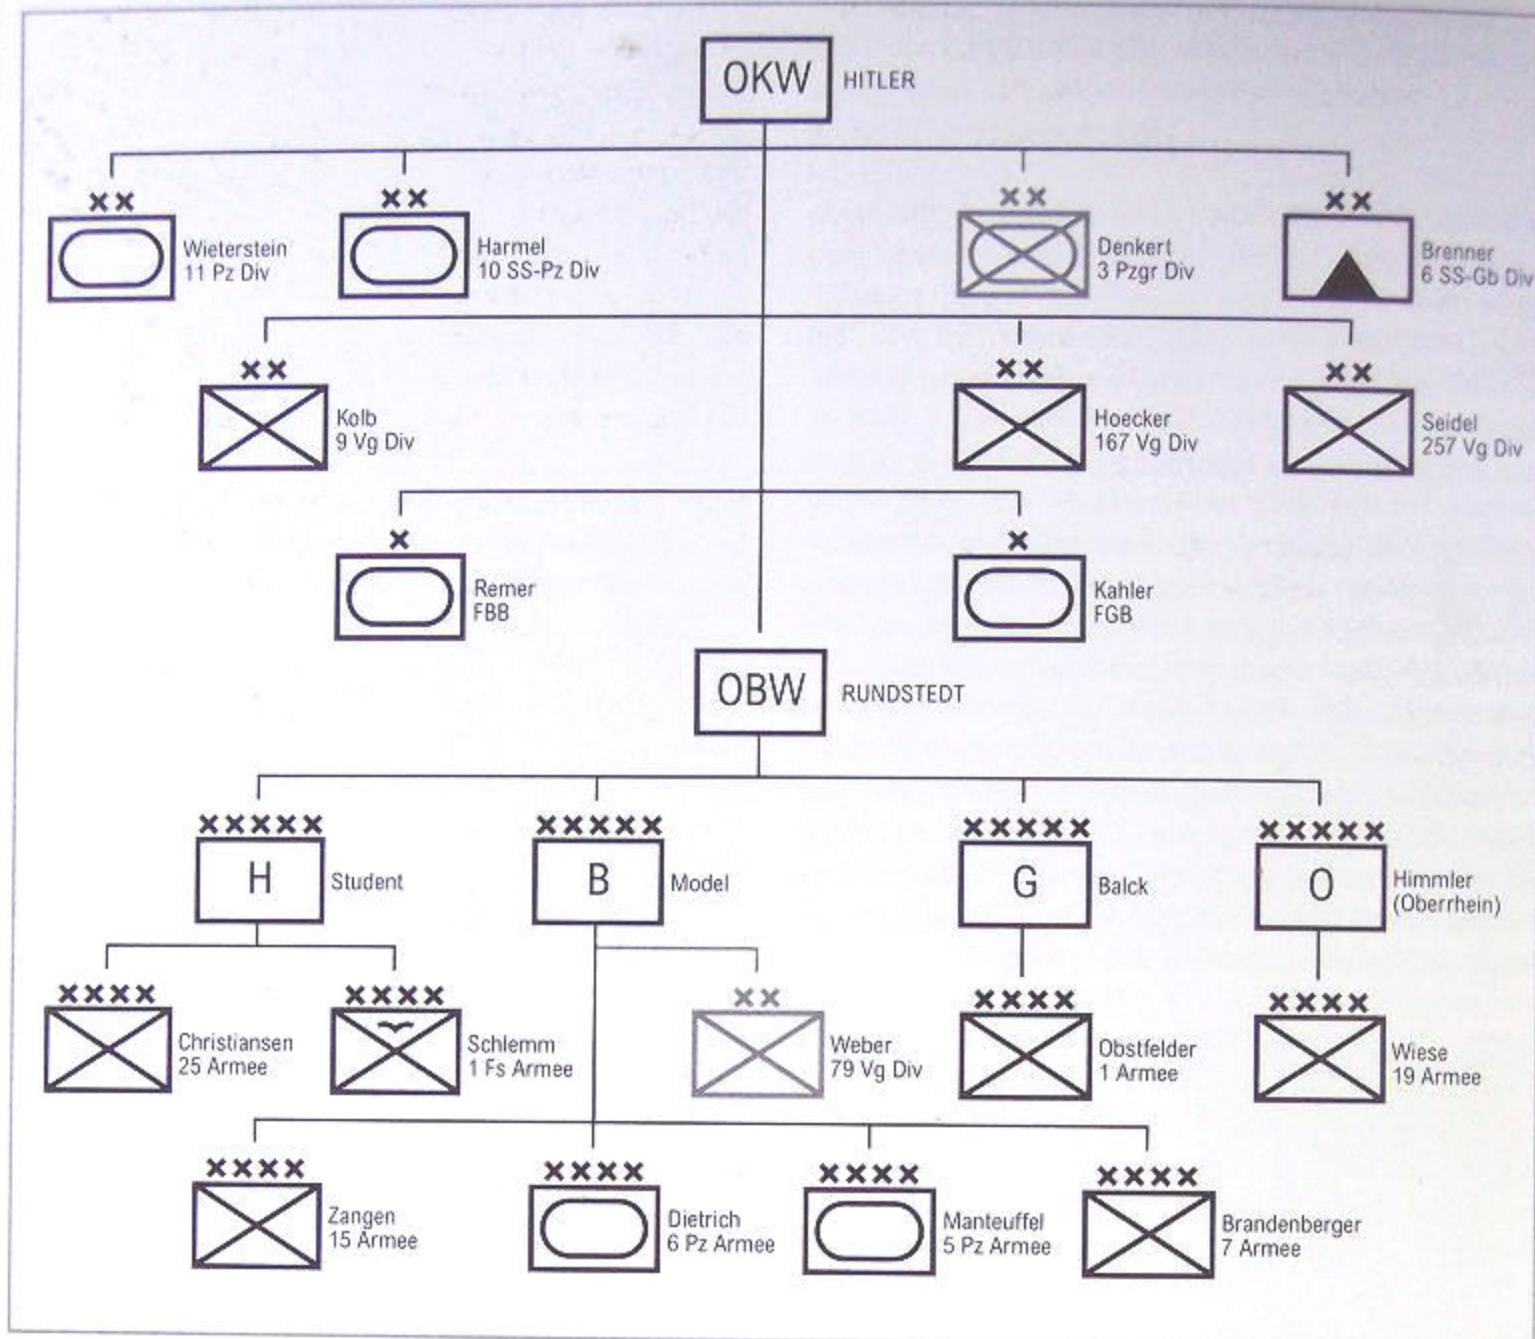 OKW HITLER
×× ×× ×× ××
Wieterstein
11 Pz Div
Harmel
10 SS-Pz Div
Denkert
3 Pzgr Div
Brenner
6 SS-Gb Div
×× ×× ××
Kolb
9 Vg Div
Hoecker
167 Vg Div
Seidel
257 Vg Div
× ×
Remer
FBB
Kahler
FGB
OBW RUNDSTEDT
××××× ××××× ××××× ×××××
H Student
B Model
G Balck
O Himmler
(Oberrhein)
×××× ×××× ×× ×××× ××××
Christiansen
25 Armee
Schlemm
1 Fs Armee
Weber
79 Vg Div
Obstfelder
1 Armee
Wiese
19 Armee
×××× ×××× ×××× ××××
Zangen
15 Armee
Dietrich
6 Pz Armee
Manteuffel
5 Pz Armee
Brandenberger
7 Armee